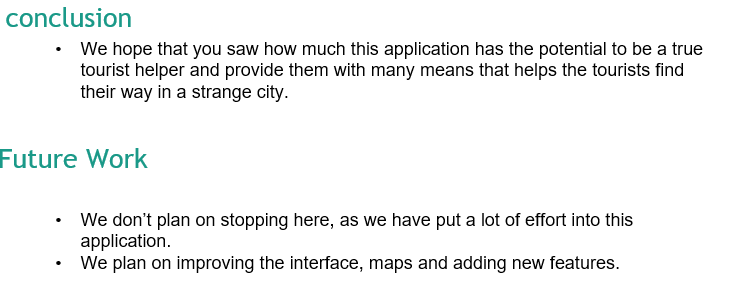 conclusion
• We hope that you saw how much this application has the potential to be a true
tourist helper and provide them with many means that helps the tourists find
their way in a strange city.
Future Work
• We don’t plan on stopping here, as we have put a lot of effort into this
application.
• We plan on improving the interface, maps and adding new features.